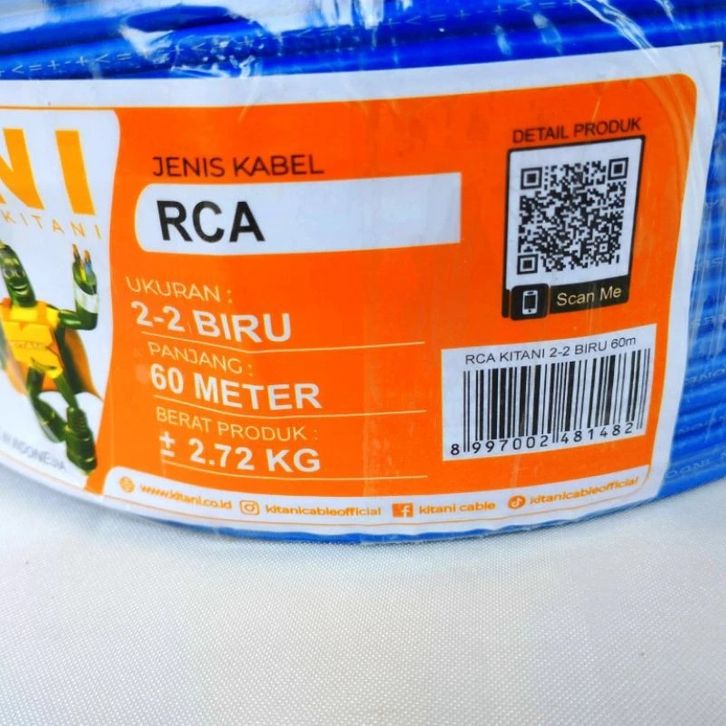 NI
KITANI
JENIS KABEL
RCA
UKURAN :
2-2 BIRU
PANJANG :
60 METER
BERAT PRODUK :
± 2.72 KG
INDONESIA
DETAIL PRODUK
Scan Me
RCA KITANI 2-2 BIRU 60m
8 997002 481482
www.kitani.co.id kitanicableofficial kitani cable kitanicableofficial